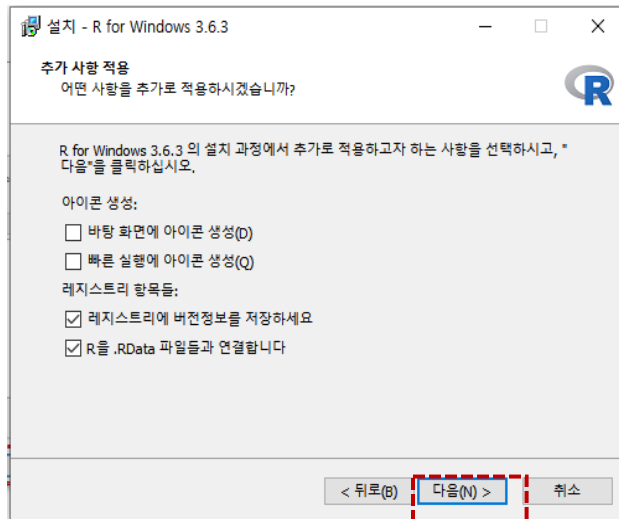 설치 - R for Windows 3.6.3
추가 사항 적용
어떤 사항을 추가로 적용하시겠습니까?
R
R for Windows 3.6.3 의 설치 과정에서 추가로 적용하고자 하는 사항을 선택하시고, "
다음"을 클릭하십시오.
아이콘 생성:
바탕 화면에 아이콘 생성(D)
빠른 실행에 아이콘 생성(Q)
레지스트리 항목들:
레지스트리에 버전정보를 저장하세요
R을 .RData 파일들과 연결합니다
< 뒤로(B) 다음(N) > 취소